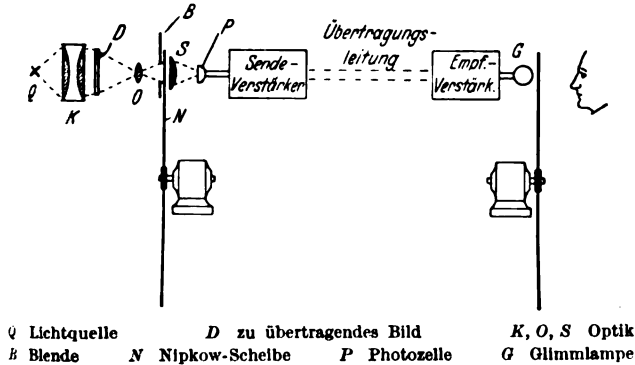 B
D
S
P
Übertragungs-
leitung
G
Sende-
Verstärker
Empf.-
Verstärk.
Q
K
O
N
Q Lichtquelle D zu übertragendes Bild K, O, S Optik
B Blende N Nipkow-Scheibe P Photozelle G Glimmlampe